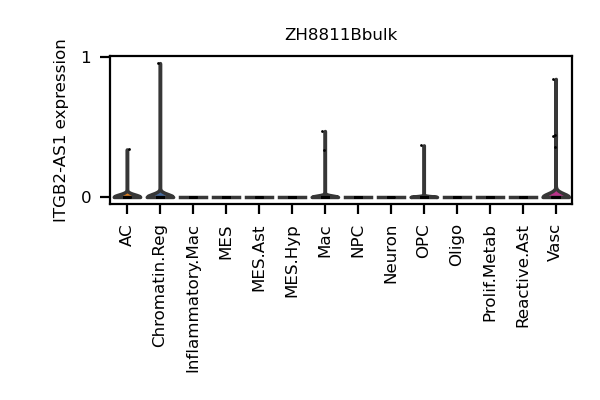 ZH8811Bbulk
ITGB2-AS1 expression
1
0
AC
Chromatin.Reg
Inflammatory.Mac
MES
MES.Ast
MES.Hyp
Mac
NPC
Neuron
OPC
Oligo
Prolif.Metab
Reactive.Ast
Vasc